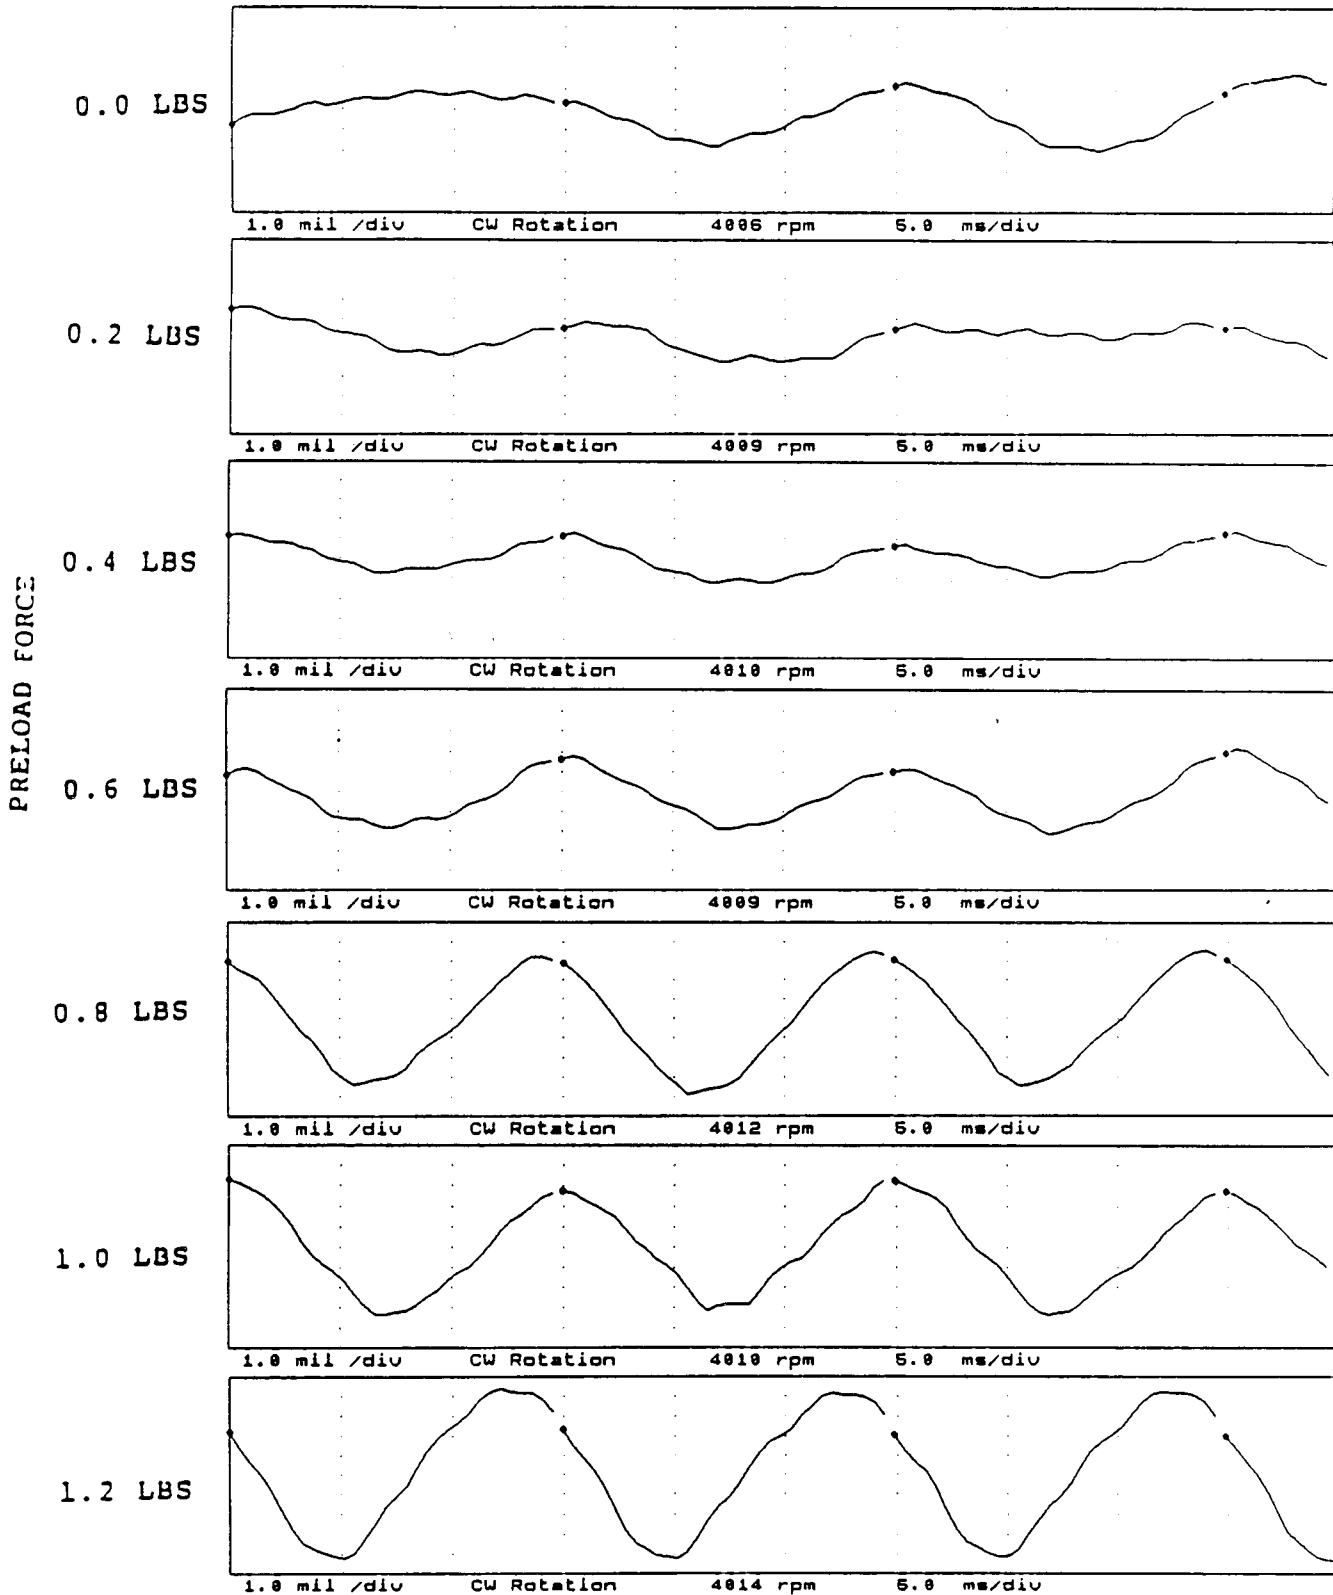 PRELOAD FORCE
0.0 LBS
1.0 mil /div CW Rotation 4006 rpm 5.0 ms/div
0.2 LBS
1.0 mil /div CW Rotation 4009 rpm 5.0 ms/div
0.4 LBS
1.0 mil /div CW Rotation 4010 rpm 5.0 ms/div
0.6 LBS
1.0 mil /div CW Rotation 4009 rpm 5.0 ms/div
0.8 LBS
1.0 mil /div CW Rotation 4012 rpm 5.0 ms/div
1.0 LBS
1.0 mil /div CW Rotation 4010 rpm 5.0 ms/div
1.2 LBS
1.0 mil /div CW Rotation 4014 rpm 5.0 ms/div